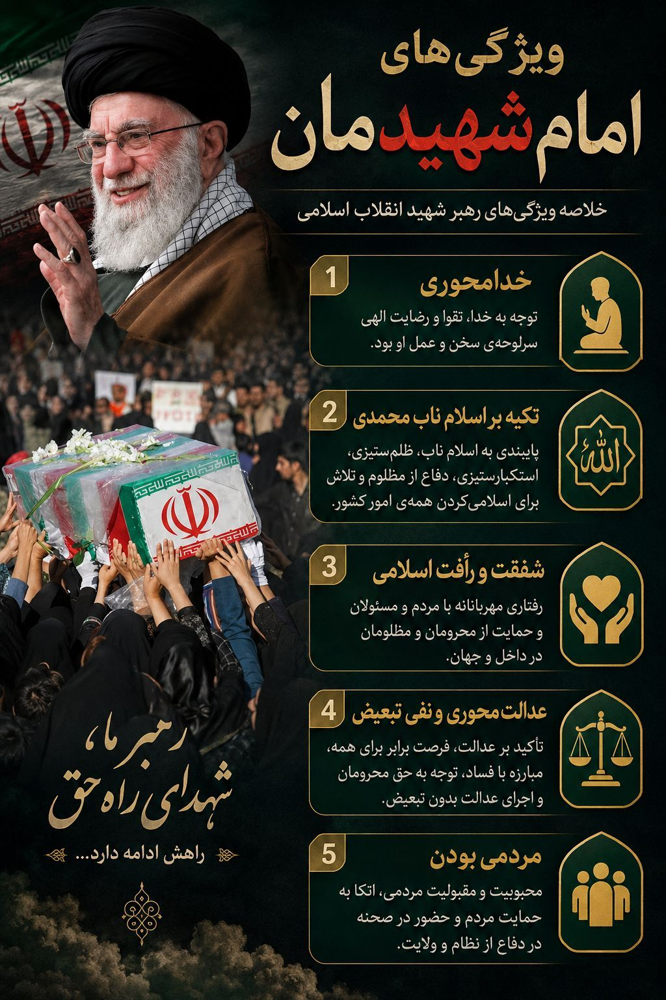 ویژگی‌های
امام شهیدمان
خلاصه ویژگی‌های رهبر شهید انقلاب اسلامی
1
خدامحوری
توجه به خدا، تقوا و رضایت الهی
سرلوحه‌ی سخن و عمل او بود.
2
تکیه بر اسلام ناب محمدی
پایبندی به اسلام ناب، ظلم‌ستیزی،
استکبارستیزی، دفاع از مظلوم و تلاش
برای اسلامی‌کردن همه‌ی امور کشور.
الله
3
شفقت و رأفت اسلامی
رفتاری مهربانانه با مردم و مسئولان
و حمایت از محرومان و مظلومان
در داخل و جهان.
4
عدالت‌محوری و نفی تبعیض
تأکید بر عدالت، فرصت برابر برای همه،
مبارزه با فساد، توجه به حق محرومان
و اجرای عدالت بدون تبعیض.
5
مردمی بودن
محبوبیت و مقبولیت مردمی، اتکا به
حمایت مردم و حضور در صحنه
در دفاع از نظام و ولایت.
رهبر ما،
شهدای راه حق
راهش ادامه دارد...